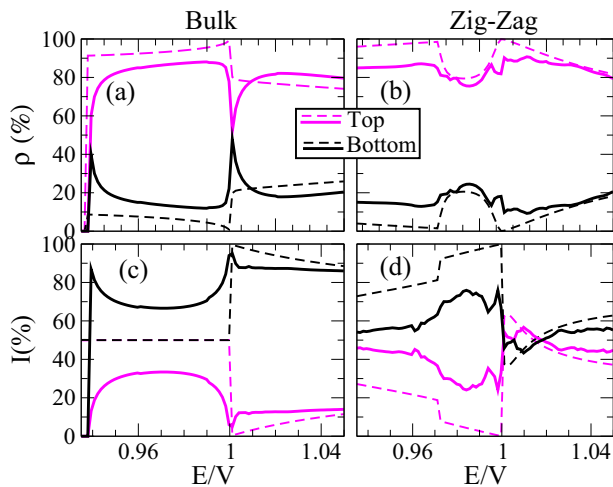 Bulk Zig-Zag
100
80
60
40
20
0
ρ (%)
(a) (b)
Top
Bottom
100
80
60
40
20
0
I(%)
(c) (d)
0.96 1 1.04 0.96 1 1.04
E/V E/V